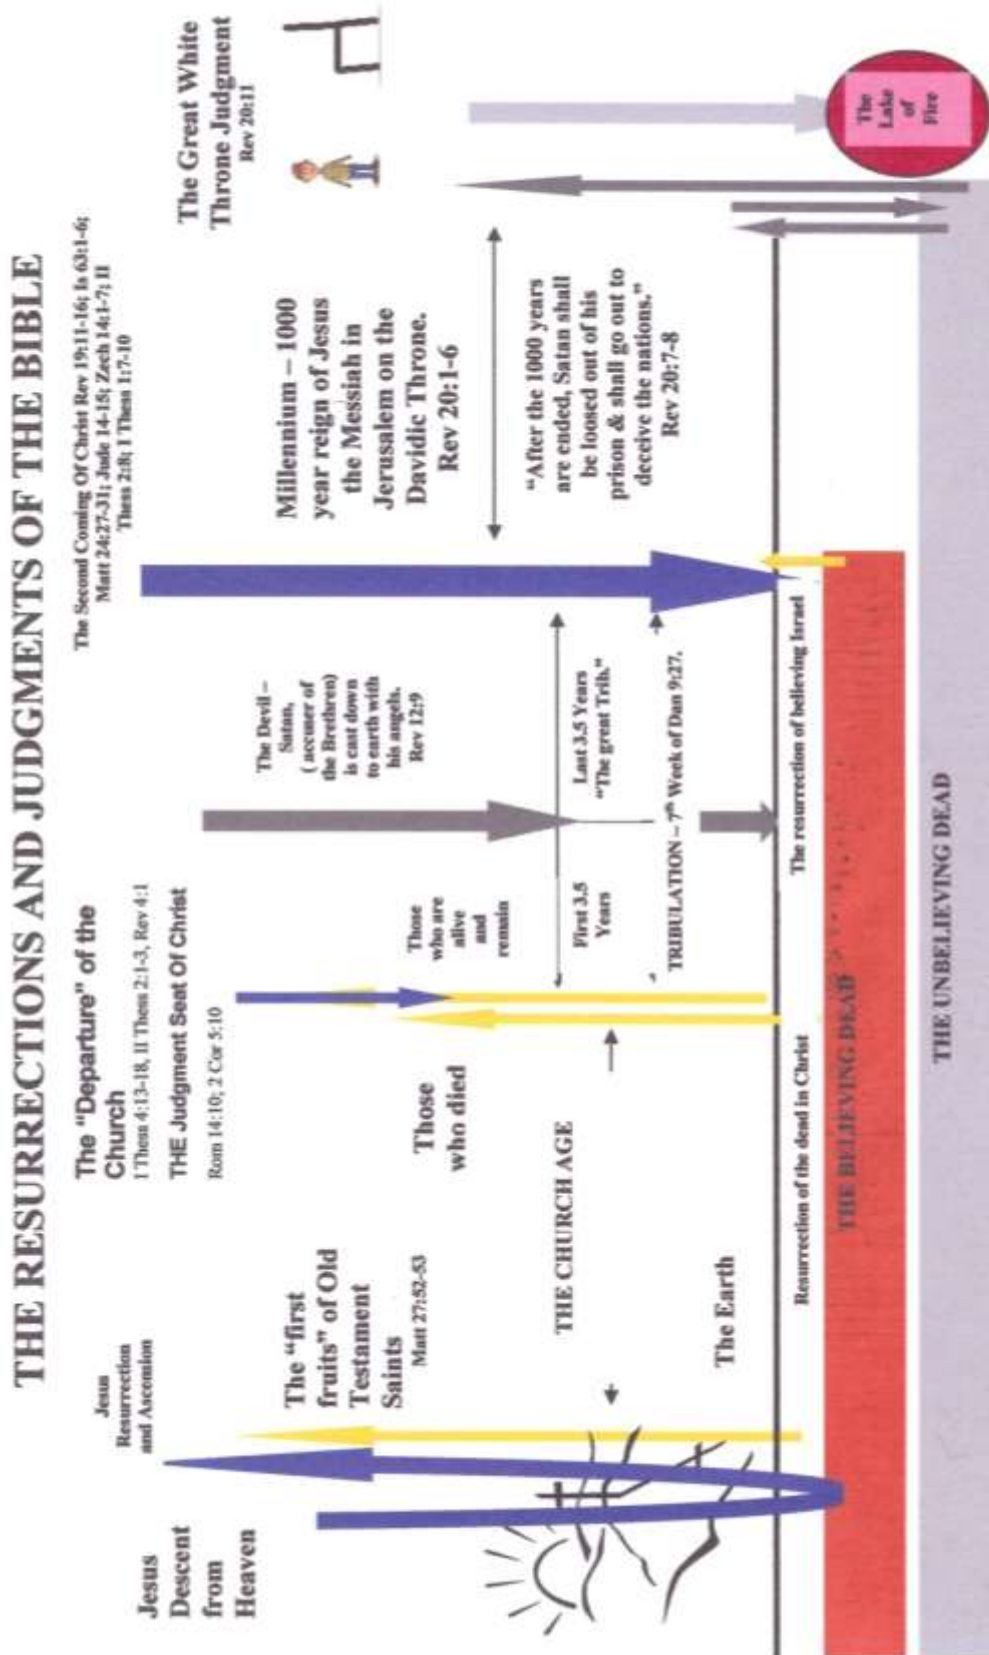 THE RESURRECTIONS AND JUDGMENTS OF THE BIBLE
Jesus
Descent
from
Heaven
Jesus
Resurrection
and Ascension
The "first
fruits" of Old
Testament
Saints
Matt 27:52-53
The "Departure" of the
Church
1 Thess 4:13-18, II Thess 2:1-3, Rev 4:1
THE Judgment Seat Of Christ
Rom 14:10; 2 Cor 5:10
Those
who died
Those
who are
alive
and
remain
THE CHURCH AGE
The Earth
The Devil –
Satan,
( accuser of
the Brethren)
is cast down
to earth with
his angels.
Rev 12:9
First 3.5
Years
Last 3.5 Years
"The great Trib."
TRIBULATION – 7th Week of Dan 9:27.
The Second Coming Of Christ Rev 19:11-16; Is 63:1-6;
Matt 24:27-31; Jude 14-15; Zech 14:1-7; II
Thess 2:8; 1 Thess 1:7-10
Millennium – 1000
year reign of Jesus
the Messiah in
Jerusalem on the
Davidic Throne.
Rev 20:1-6
"After the 1000 years
are ended, Satan shall
be loosed out of his
prison & shall go out to
deceive the nations."
Rev 20:7-8
The Great White
Throne Judgment
Rev 20:11
The
Lake
of
Fire
Resurrection of the dead in Christ
The resurrection of believing Israel
THE BELIEVING DEAD
THE UNBELIEVING DEAD